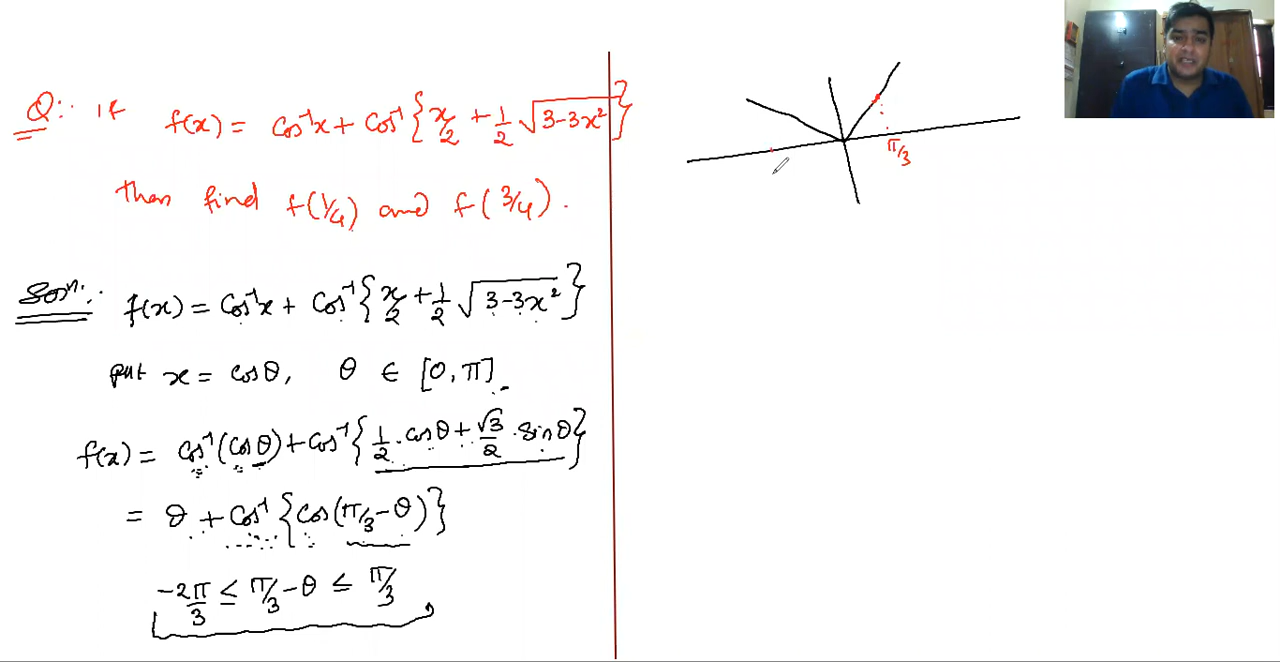 Q:. If f(x) = Cos⁻¹x + Cos⁻¹{x/2 + 1/2 √(3-3x²)}
then find f(1/4) and f(3/4).
Soln:. f(x) = Cos⁻¹x + Cos⁻¹{x/2 + 1/2 √(3-3x²)}
put x = cosθ, θ ∈ [0, π]
f(x) = Cos⁻¹(cosθ) + Cos⁻¹{1/2 · cosθ + √3/2 · sinθ}
= θ + Cos⁻¹{cos(π/3 - θ)}
-2π/3 ≤ π/3 - θ ≤ π/3
π/3